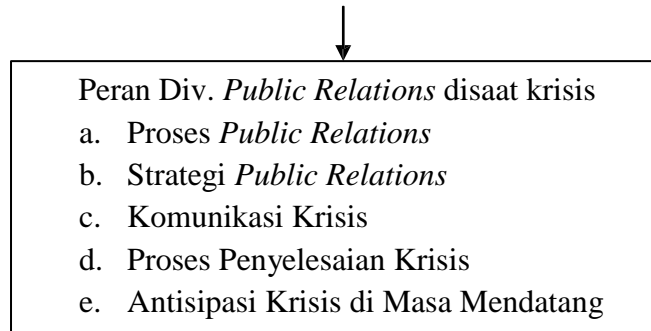 Peran Div. Public Relations disaat krisis
a. Proses Public Relations
b. Strategi Public Relations
c. Komunikasi Krisis
d. Proses Penyelesaian Krisis
e. Antisipasi Krisis di Masa Mendatang